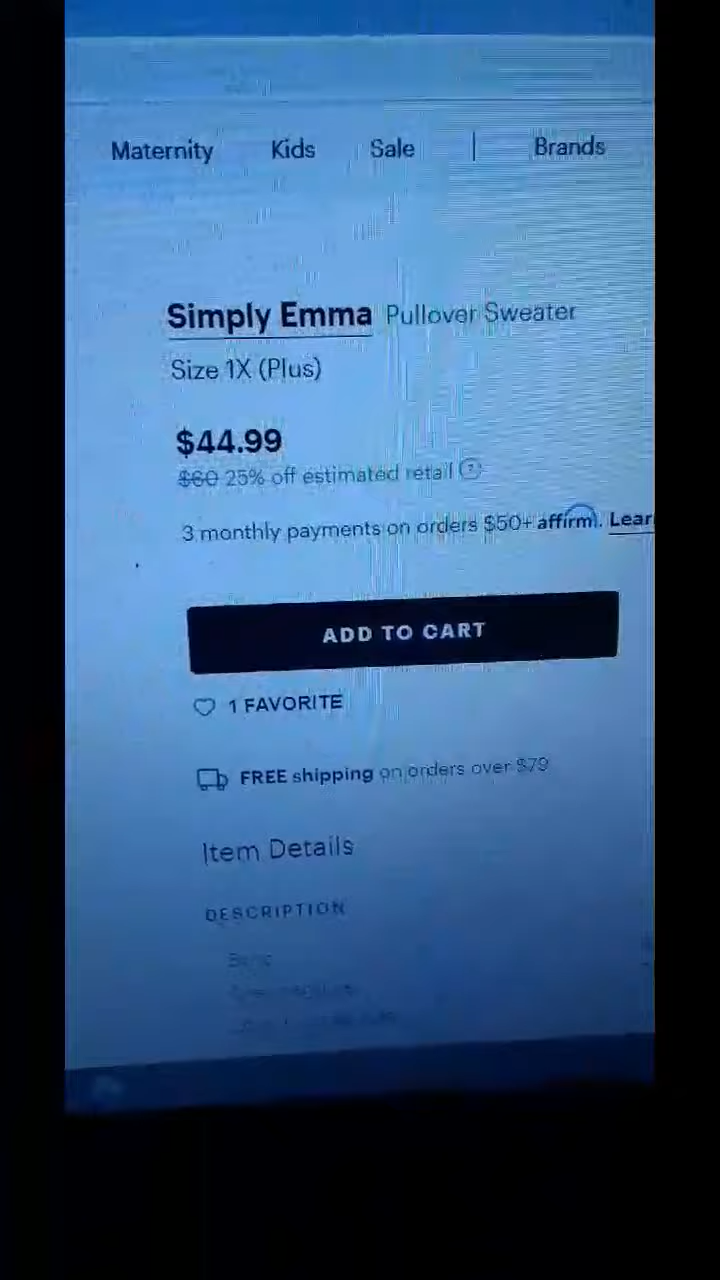 Maternity Kids Sale | Brands
Simply Emma Pullover Sweater
Size 1X (Plus)
$44.99
$60 25% off estimated retail ?
3 monthly payments on orders $50+ affirm. Lear
ADD TO CART
1 FAVORITE
FREE shipping on orders over $79
Item Details
DESCRIPTION